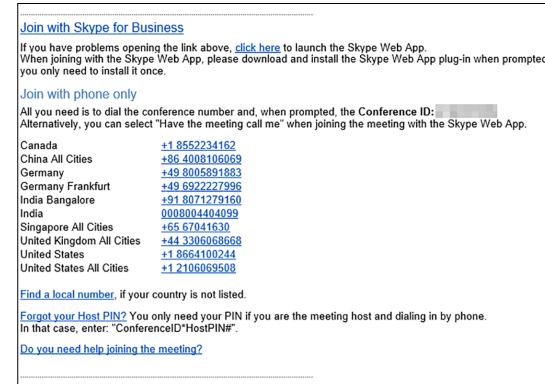 Join with Skype for Business
If you have problems opening the link above, click here to launch the Skype Web App.
When joining with the Skype Web App, please download and install the Skype Web App plug-in when prompted
you only need to install it once.
Join with phone only
All you need is to dial the conference number and, when prompted, the Conference ID:
Alternatively, you can select "Have the meeting call me" when joining the meeting with the Skype Web App.
Canada +1 8552234162
China All Cities +86 4008106069
Germany +49 8005891883
Germany Frankfurt +49 6922227996
India Bangalore +91 8071279160
India 0008004404099
Singapore All Cities +65 67041630
United Kingdom All Cities +44 3306068668
United States +1 8664100244
United States All Cities +1 2106069508
Find a local number, if your country is not listed.
Forgot your Host PIN? You only need your PIN if you are the meeting host and dialing in by phone.
In that case, enter: "ConferenceID*HostPIN#".
Do you need help joining the meeting?